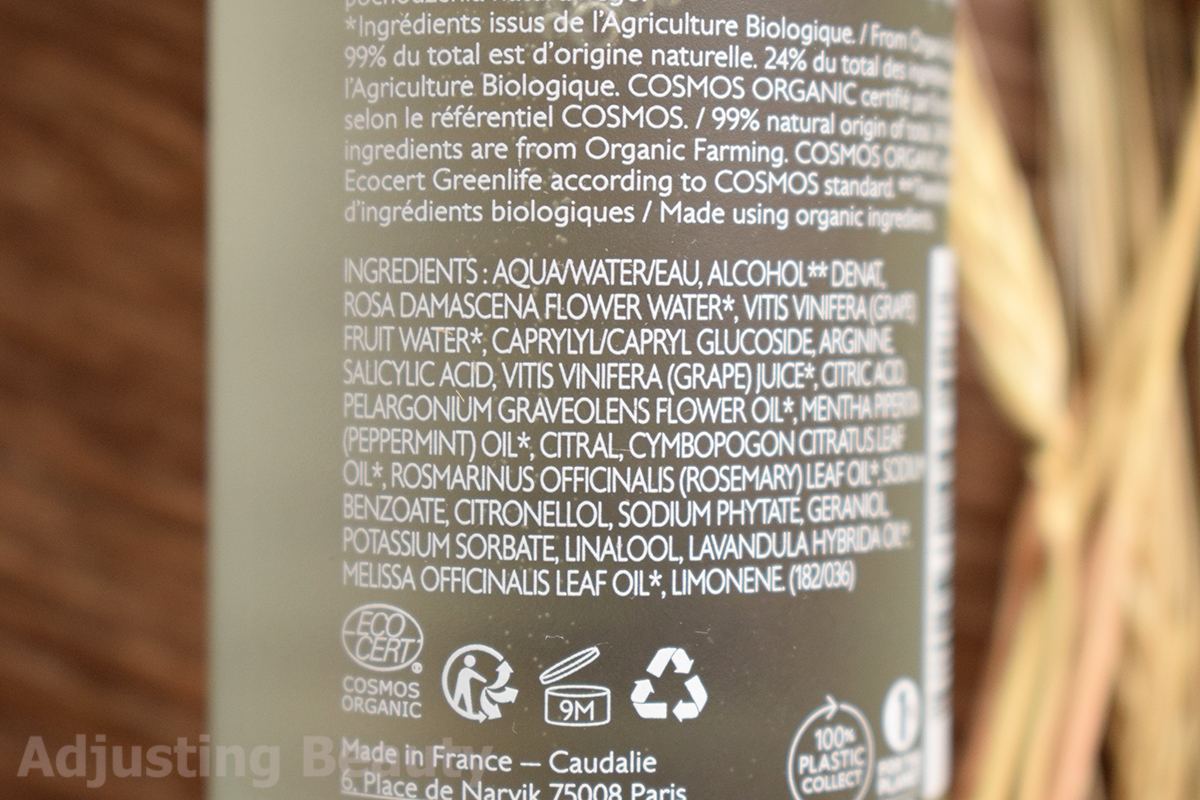 *Ingrédients issus de l'Agriculture Biologique. / From Organic
99% du total est d'origine naturelle. 24% du total des ingrédients
l'Agriculture Biologique. COSMOS ORGANIC certifié par
selon le référentiel COSMOS. / 99% natural origin of total.
ingredients are from Organic Farming. COSMOS ORGANIC
Ecocert Greenlife according to COSMOS standard. **
d'ingrédients biologiques / Made using organic ingredients.
INGREDIENTS : AQUA/WATER/EAU, ALCOHOL** DENAT,
ROSA DAMASCENA FLOWER WATER*, VITIS VINIFERA (GRAPE)
FRUIT WATER*, CAPRYLYL/CAPRYL GLUCOSIDE, ARGININE,
SALICYLIC ACID, VITIS VINIFERA (GRAPE) JUICE*, CITRIC ACID,
PELARGONIUM GRAVEOLENS FLOWER OIL*, MENTHA PIPERITA
(PEPPERMINT) OIL*, CITRAL, CYMBOPOGON CITRATUS LEAF
OIL*, ROSMARINUS OFFICINALIS (ROSEMARY) LEAF OIL*, SODIUM
BENZOATE, CITRONELLOL, SODIUM PHYTATE, GERANIOL,
POTASSIUM SORBATE, LINALOOL, LAVANDULA HYBRIDA OIL*,
MELISSA OFFICINALIS LEAF OIL*, LIMONENE. (182/036)
ECO
CERT
COSMOS
ORGANIC
9M
100%
PLASTIC
COLLECT
Made in France – Caudalie
6, Place de Narvik 75008 Paris
Adjusting Beauty